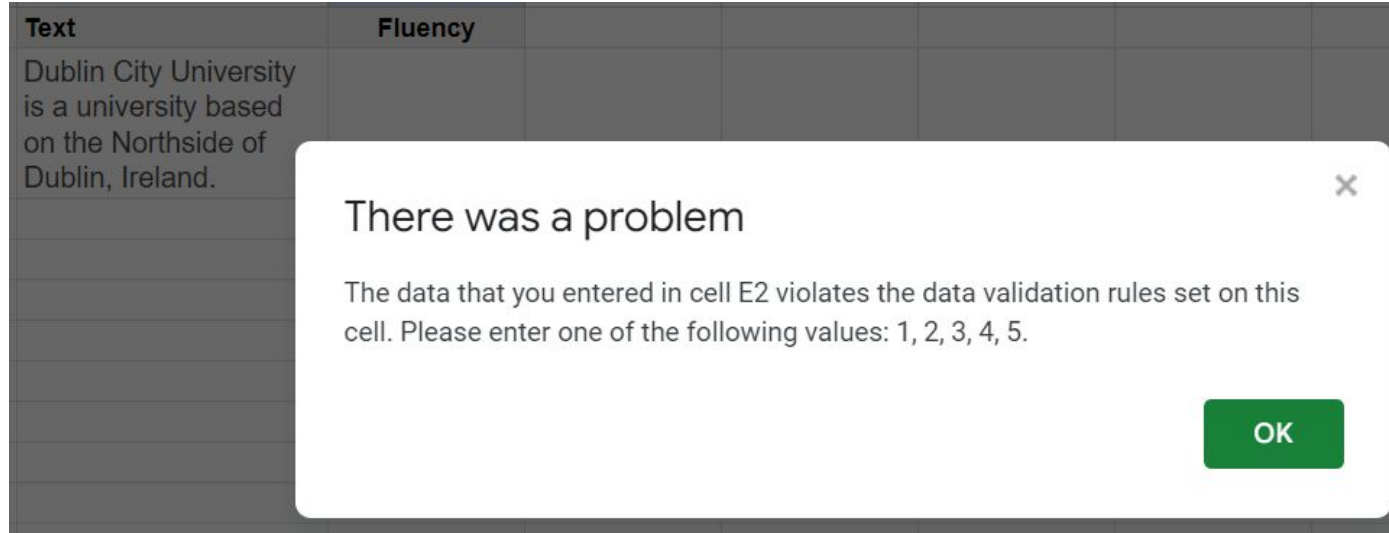 Text Fluency
Dublin City University
is a university based
on the Northside of
Dublin, Ireland.
There was a problem
The data that you entered in cell E2 violates the data validation rules set on this
cell. Please enter one of the following values: 1, 2, 3, 4, 5.
OK